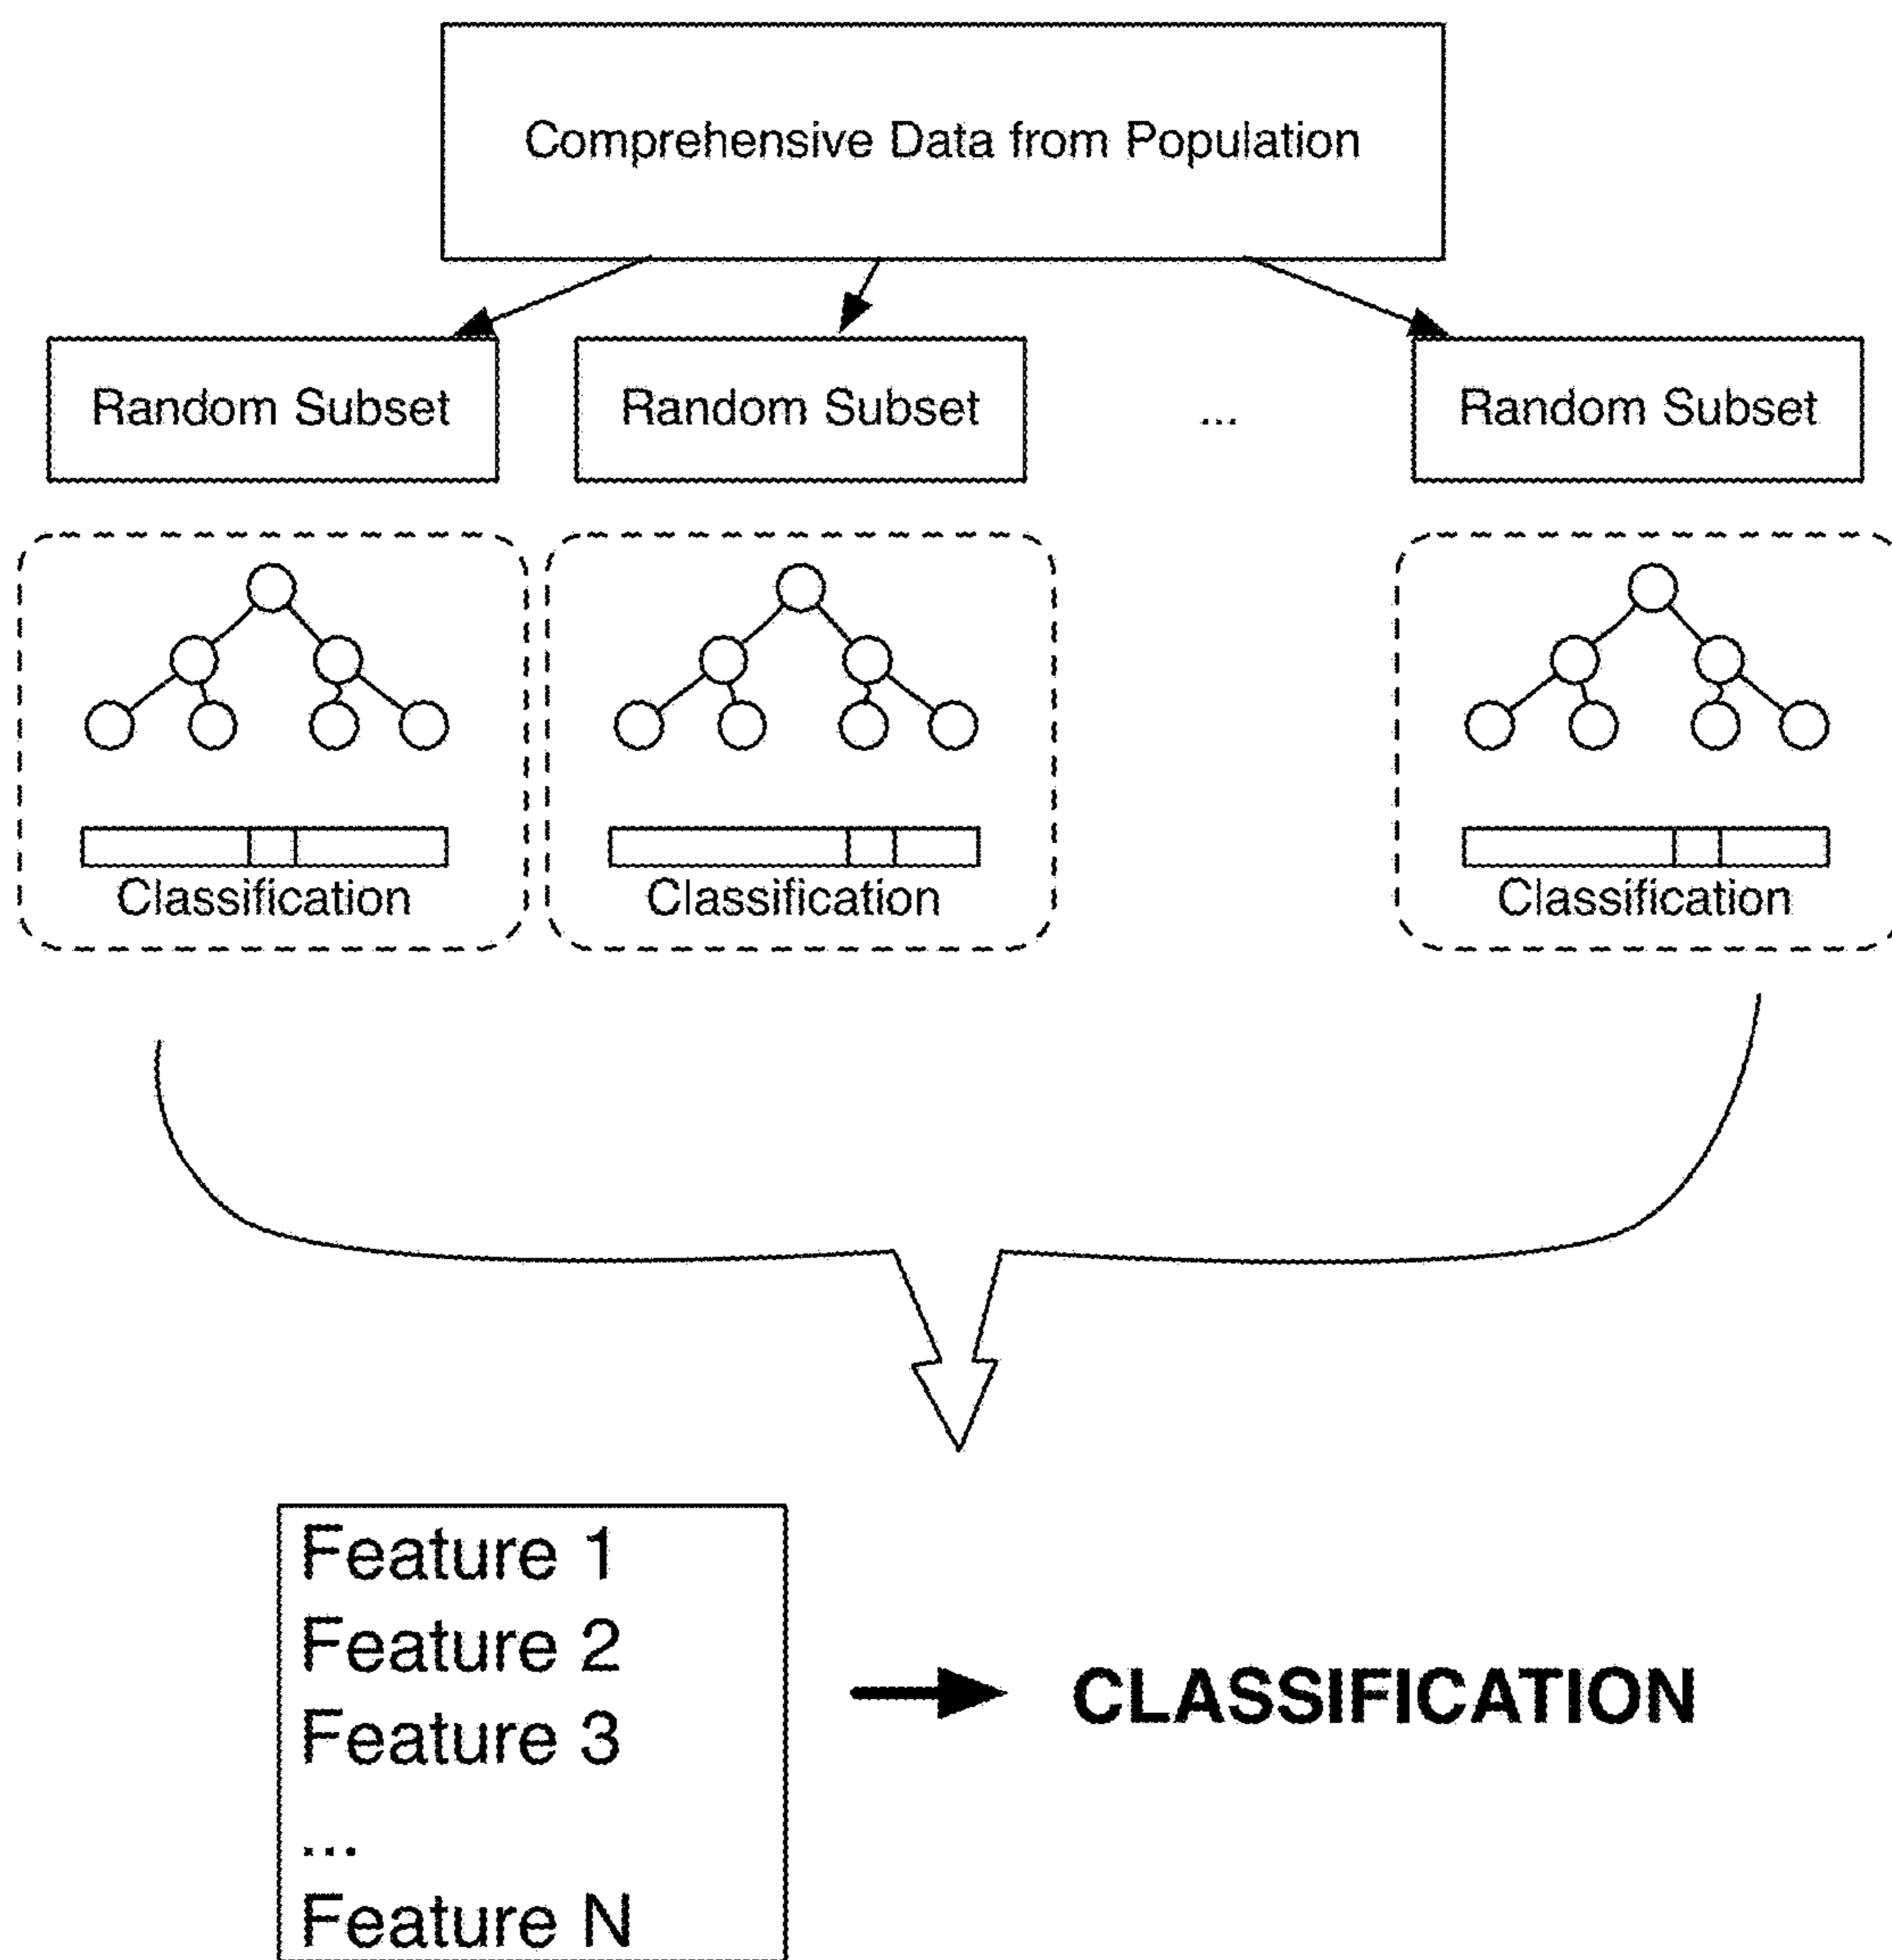 Comprehensive Data from Population
Random Subset
Random Subset
...
Random Subset
Classification
Classification
Classification
Feature 1
Feature 2
Feature 3
...
Feature N
CLASSIFICATION